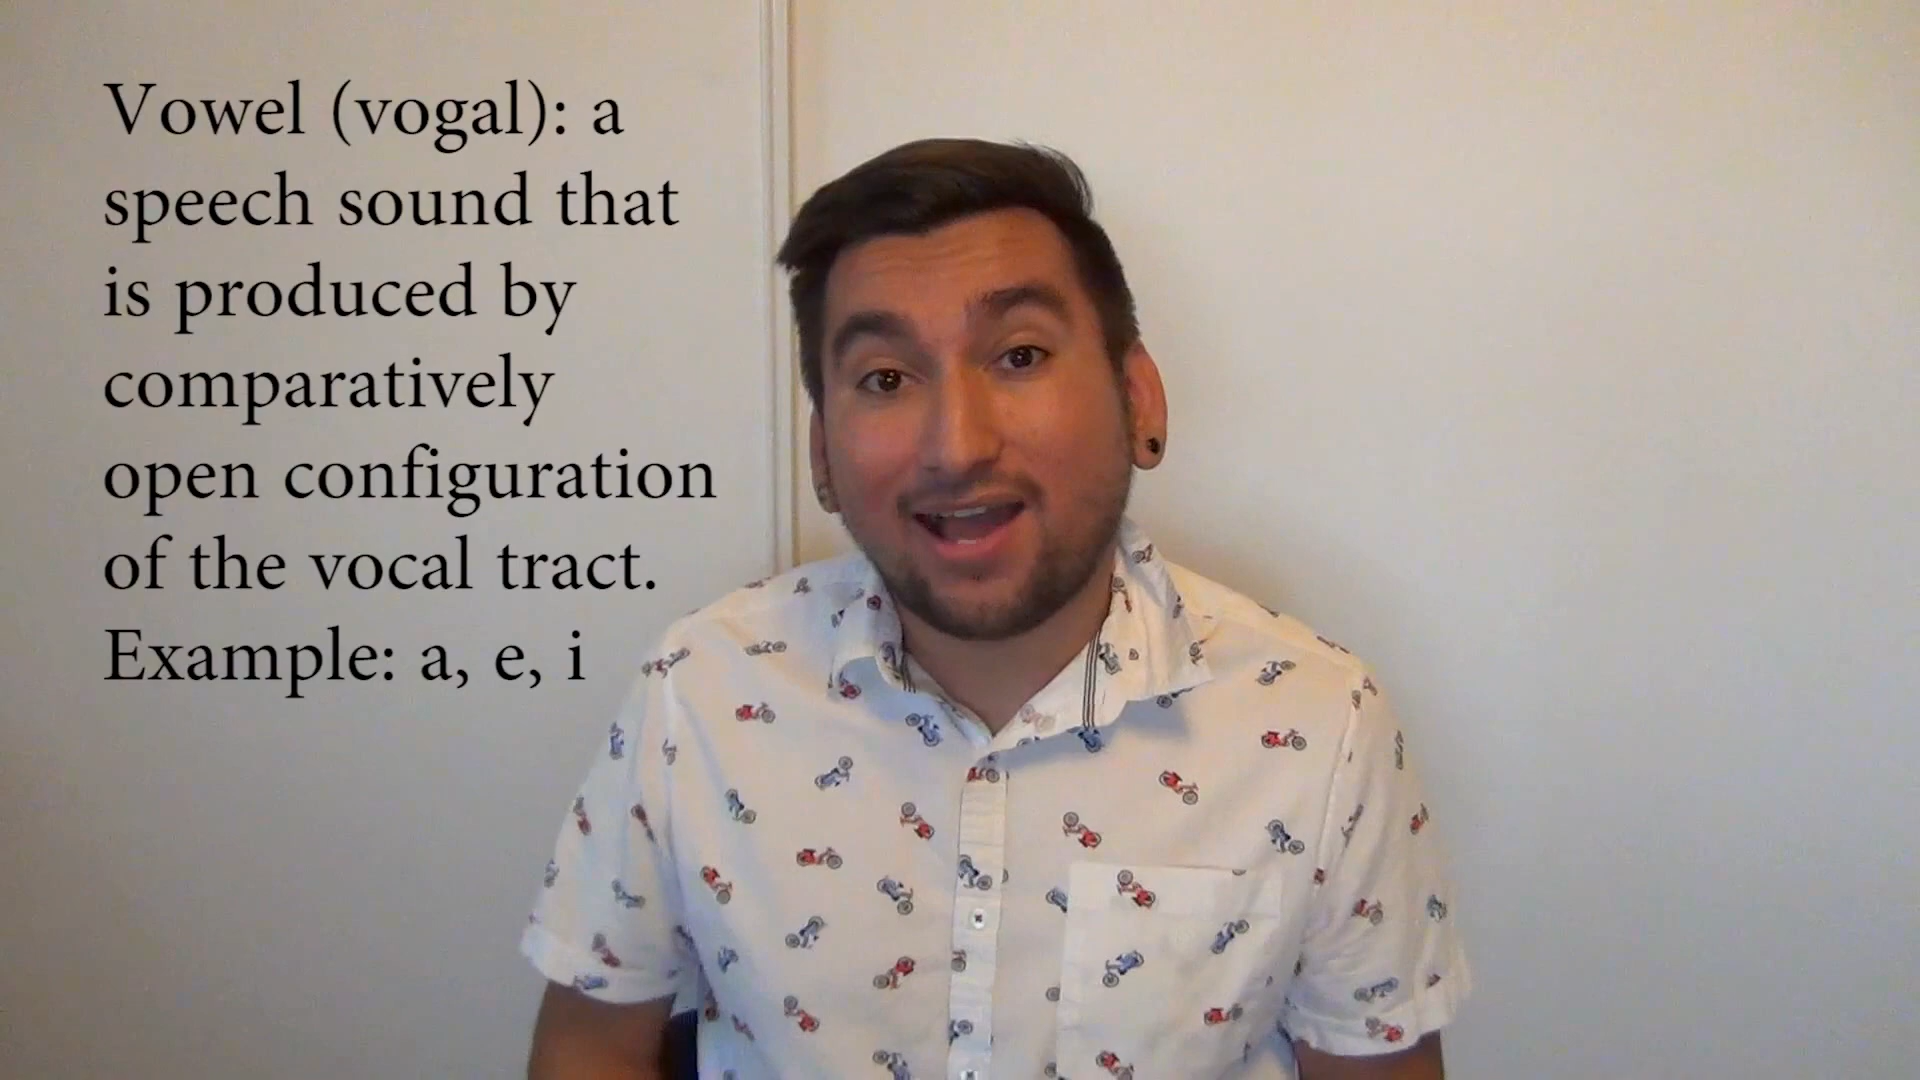 Vowel (vogal): a
speech sound that
is produced by
comparatively
open configuration
of the vocal tract.
Example: a, e, i